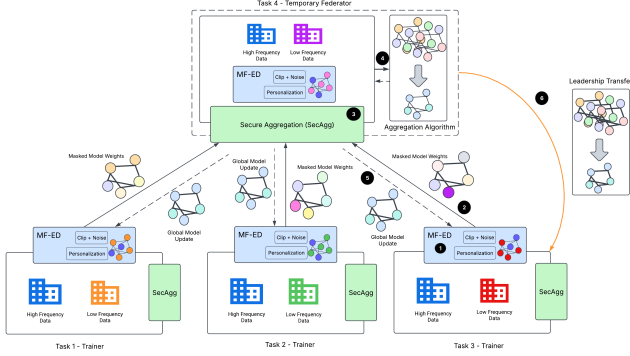 Task 4 - Temporary Federator
High Frequency
Data
Low Frequency
Data
MF-ED
Clip + Noise
Personalization
4
3
Secure Aggregation (SecAgg)
Aggregation Algorithm
6
Leadership Transfe
Masked Model Weights
Global Model
Update
Global Model
Update
Masked Model Weights
5
Global Model
Update
Masked Model Weights
2
MF-ED
Clip + Noise
Personalization
High Frequency
Data
Low Frequency
Data
SecAgg
Task 1 - Trainer
MF-ED
Clip + Noise
Personalization
High Frequency
Data
Low Frequency
Data
SecAgg
Task 2 - Trainer
MF-ED
1
Clip + Noise
Personalization
High Frequency
Data
Low Frequency
Data
SecAgg
Task 3 - Trainer